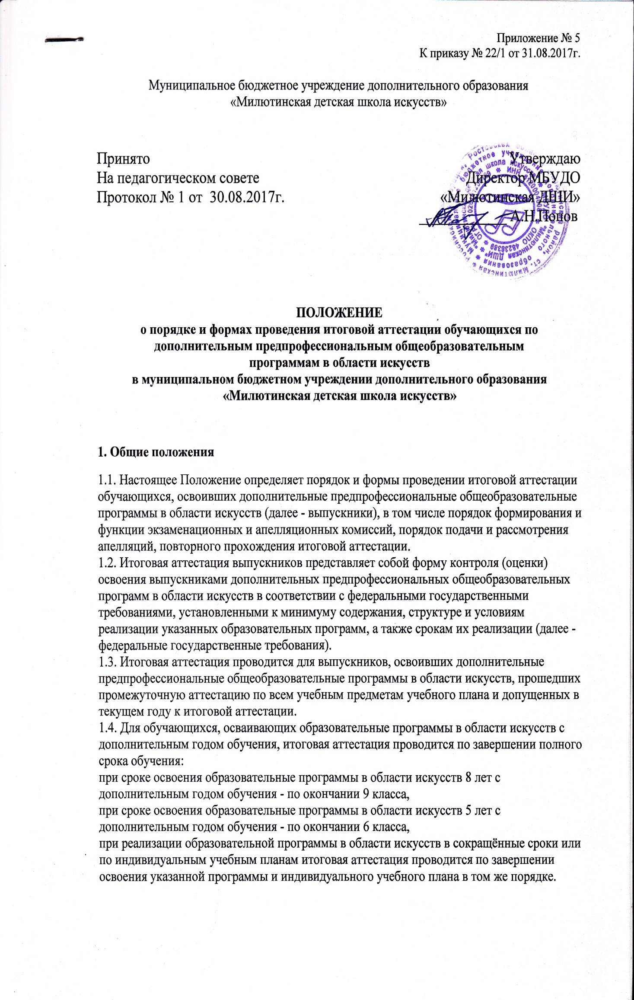 Приложение № 5
К приказу № 22/1 от 31.08.2017г.
Муниципальное бюджетное учреждение дополнительного образования
«Милютинская детская школа искусств»
Принято
На педагогическом совете
Протокол № 1 от 30.08.2017г.
Утверждаю
Директор МБУДО
«Милютинская ДШИ»
А.Н.Попов
ПОЛОЖЕНИЕ
о порядке и формах проведения итоговой аттестации обучающихся по
дополнительным предпрофессиональным общеобразовательным
программам в области искусств
в муниципальном бюджетном учреждении дополнительного образования
«Милютинская детская школа искусств»
1. Общие положения
1.1. Настоящее Положение определяет порядок и формы проведении итоговой аттестации
обучающихся, освоивших дополнительные предпрофессиональные общеобразовательные
программы в области искусств (далее - выпускники), в том числе порядок формирования и
функции экзаменационных и апелляционных комиссий, порядок подачи и рассмотрения
апелляций, повторного прохождения итоговой аттестации.
1.2. Итоговая аттестация выпускников представляет собой форму контроля (оценки)
освоения выпускниками дополнительных предпрофессиональных общеобразовательных
программ в области искусств в соответствии с федеральными государственными
требованиями, установленными к минимуму содержания, структуре и условиям
реализации указанных образовательных программ, а также срокам их реализации (далее -
федеральные государственные требования).
1.3. Итоговая аттестация проводится для выпускников, освоивших дополнительные
предпрофессиональные общеобразовательные программы в области искусств, прошедших
промежуточную аттестацию по всем учебным предметам учебного плана и допущенных в
текущем году к итоговой аттестации.
1.4. Для обучающихся, осваивающих образовательные программы в области искусств с
дополнительным годом обучения, итоговая аттестация проводится по завершении полного
срока обучения:
при сроке освоения образовательные программы в области искусств 8 лет с
дополнительным годом обучения - по окончании 9 класса,
при сроке освоения образовательные программы в области искусств 5 лет с
дополнительным годом обучения - по окончании 6 класса,
при реализации образовательной программы в области искусств в сокращённые сроки или
по индивидуальным учебным планам итоговая аттестация проводится по завершении
освоения указанной программы и индивидуального учебного плана в том же порядке.